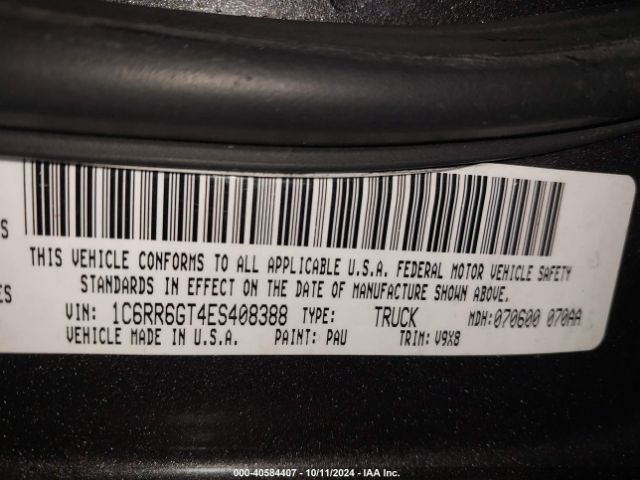 S
THIS VEHICLE CONFORMS TO ALL APPLICABLE U.S.A. FEDERAL MOTOR VEHICLE SAFETY
ES
STANDARDS IN EFFECT ON THE DATE OF MANUFACTURE SHOWN ABOVE.
VIN: 1C6RR6GT4ES408388 TYPE: TRUCK MDH:070600 070AA
VEHICLE MADE IN U.S.A. PAINT: PAU TRIM: V9X8
000-40584407 - 10/11/2024 - IAA Inc.